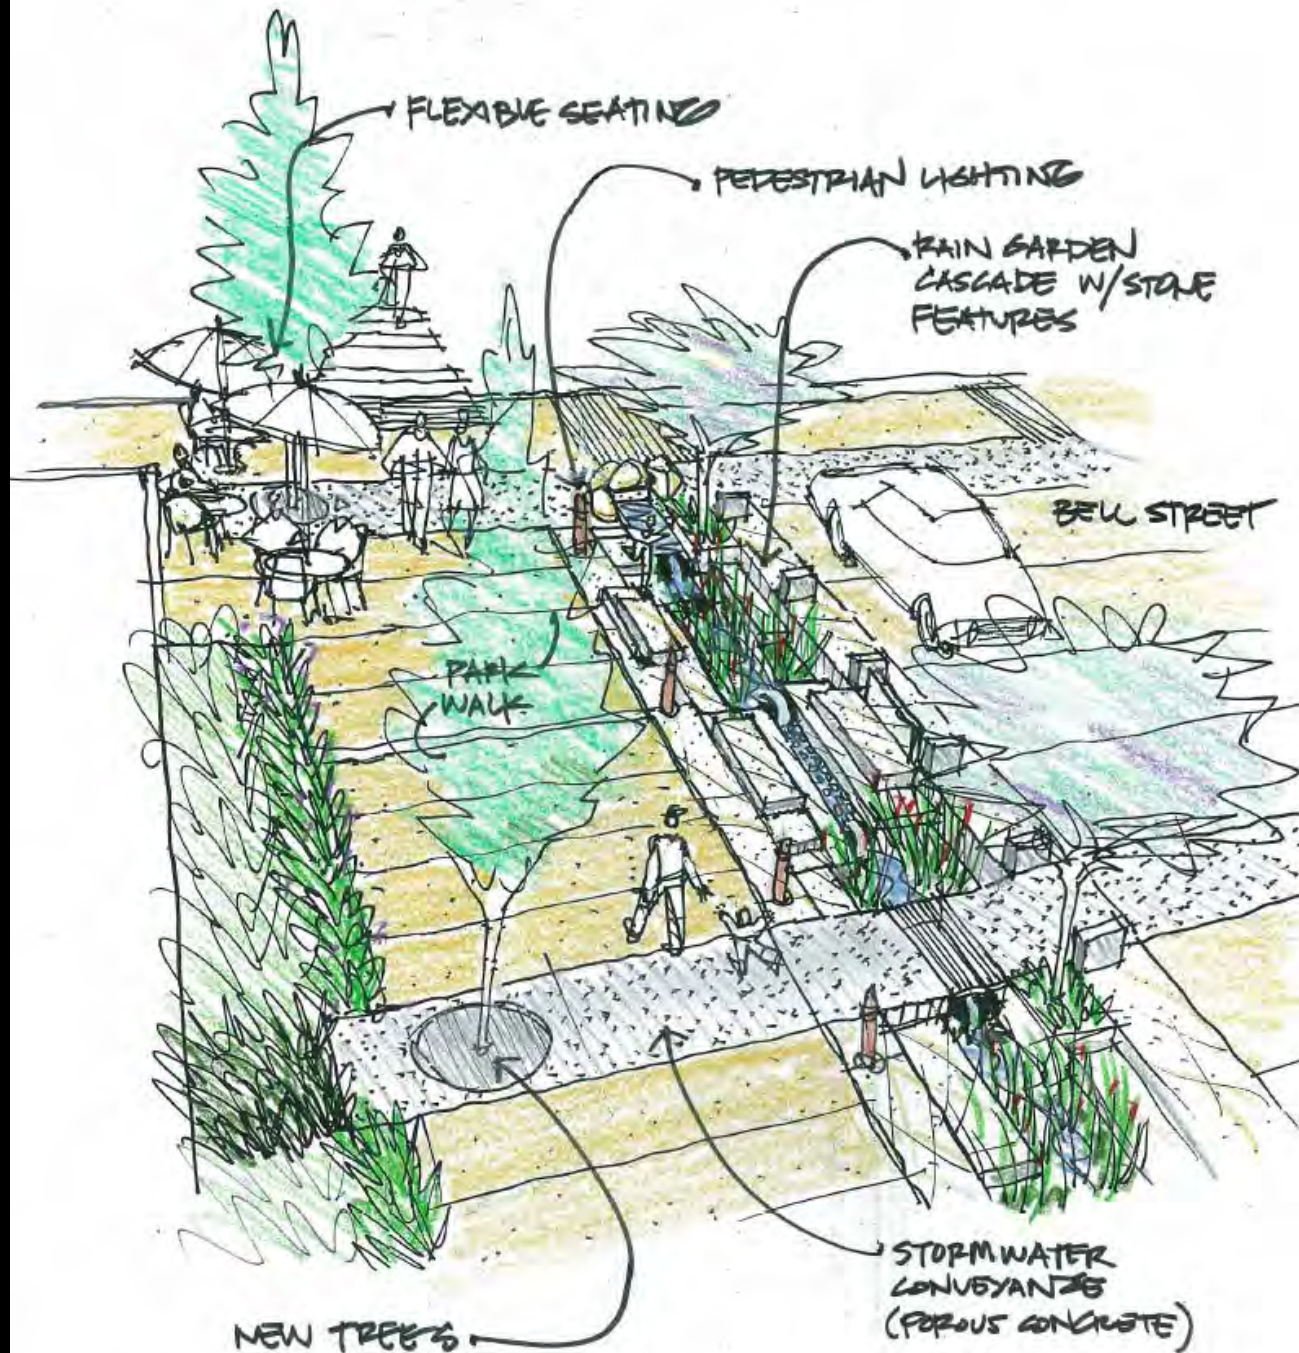 FLEXIBLE SEATING
PEDESTRIAN LIGHTING
RAIN GARDEN
CASCADE W/STONE
FEATURES
BELL STREET
PARK
WALK
STORMWATER
CONVEYANCE
(POROUS CONCRETE)
NEW TREES